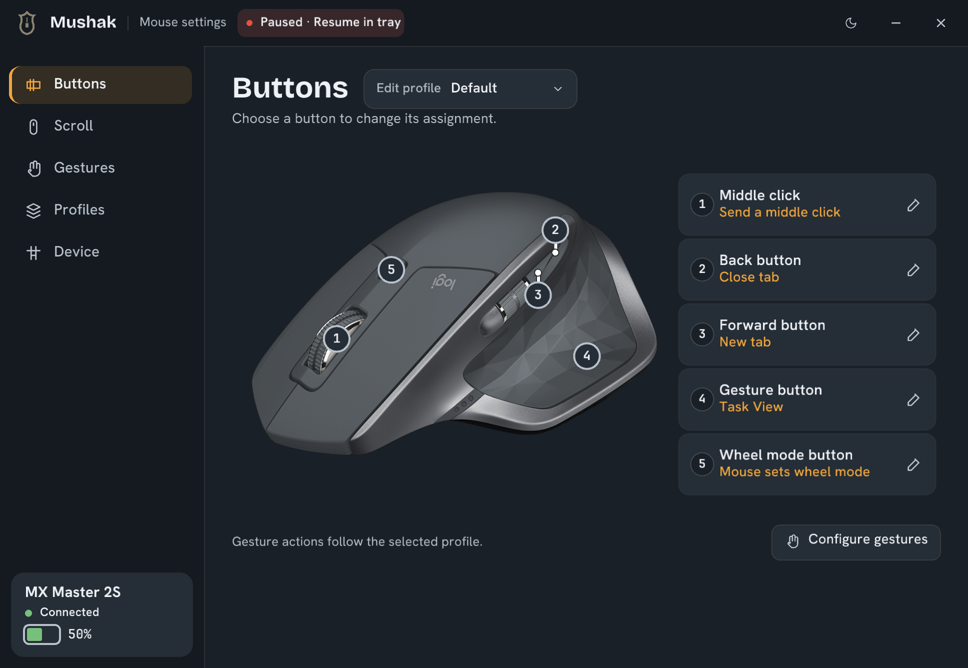 Mushak
Mouse settings
Paused · Resume in tray
Buttons
Scroll
Gestures
Profiles
Device
Buttons
Edit profile Default
Choose a button to change its assignment.
logi
1
2
3
4
5
1 Middle click
Send a middle click
2 Back button
Close tab
3 Forward button
New tab
4 Gesture button
Task View
5 Wheel mode button
Mouse sets wheel mode
Gesture actions follow the selected profile.
Configure gestures
MX Master 2S
Connected
50%